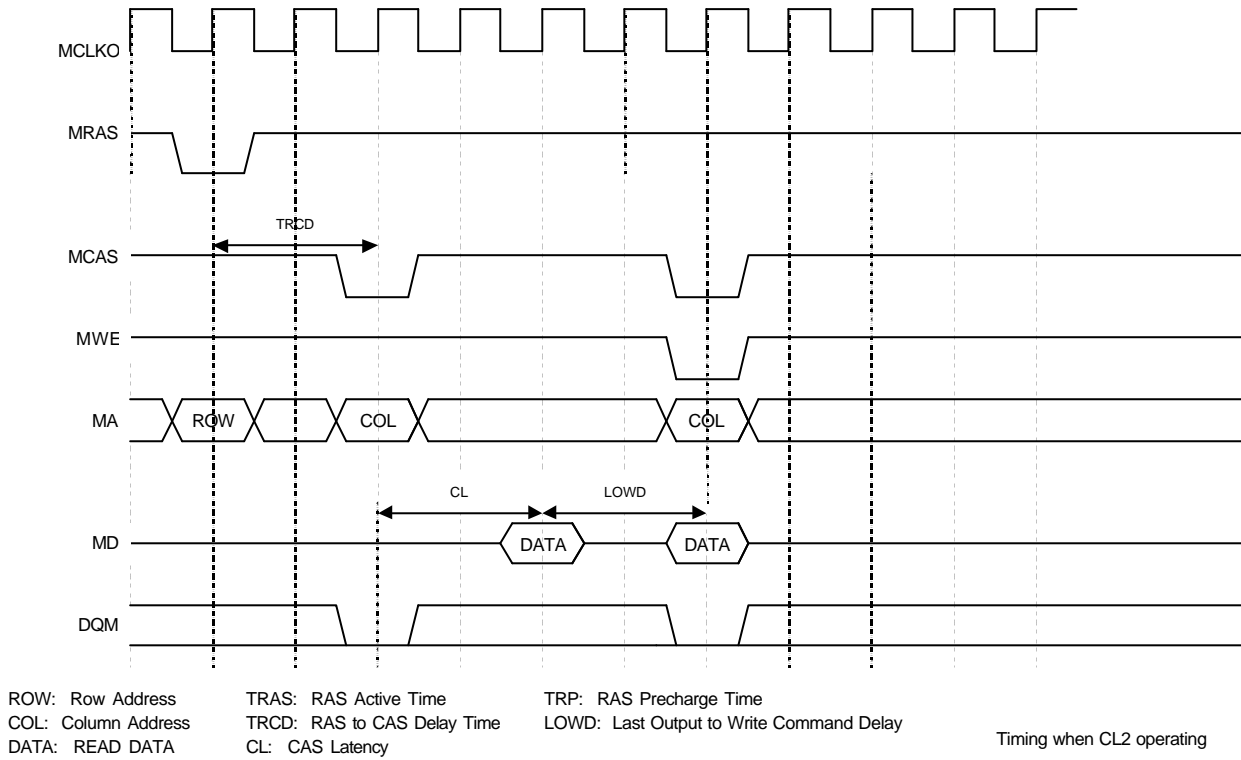 MCLKO
MRAS
TRCD
MCAS
MWE
MA
ROW
COL
COL
CL
LOWD
MD
DATA
DATA
DQM
ROW: Row Address TRAS: RAS Active Time TRP: RAS Precharge Time
COL: Column Address TRCD: RAS to CAS Delay Time LOWD: Last Output to Write Command Delay
DATA: READ DATA CL: CAS Latency
Timing when CL2 operating